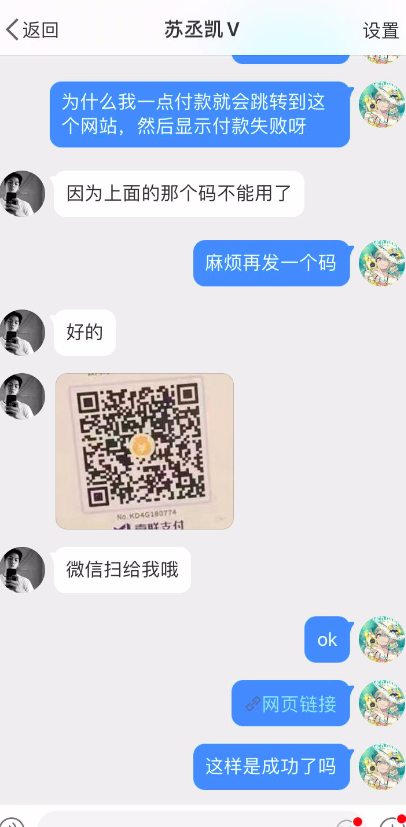 返回
苏丞凯V
设置
为什么我一点付款就会跳转到这
个网站，然后显示付款失败呀
因为上面的那个码不能用了
麻烦再发一个码
好的
No.KD4G180774
微信扫给我哦
ok
网页链接
这样是成功了吗